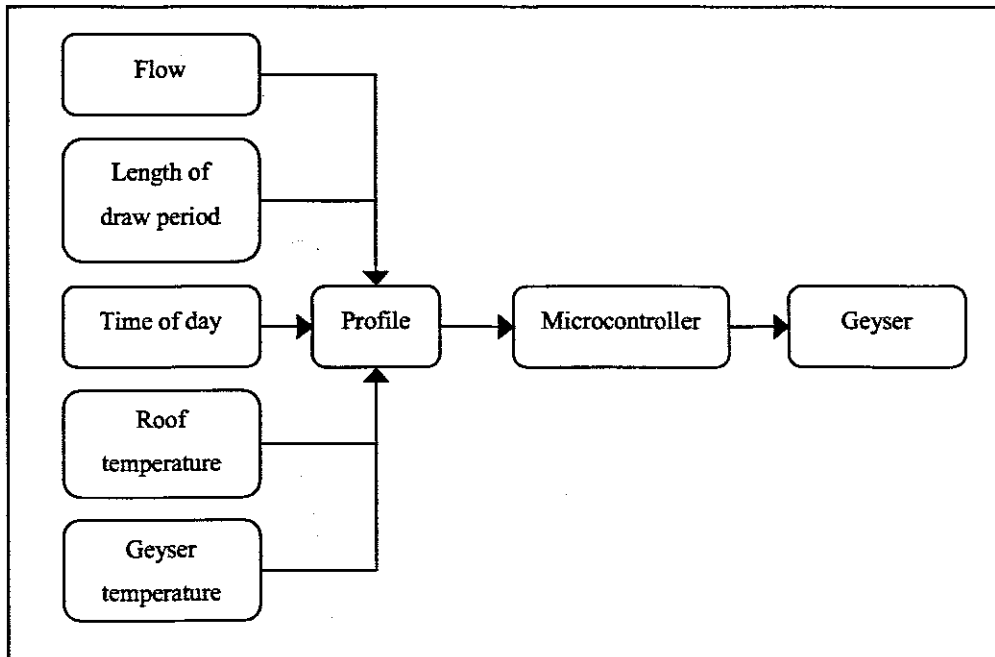 Flow
Length of
draw period
Time of day
Profile
Microcontroller
Geyser
Roof
temperature
Geyser
temperature